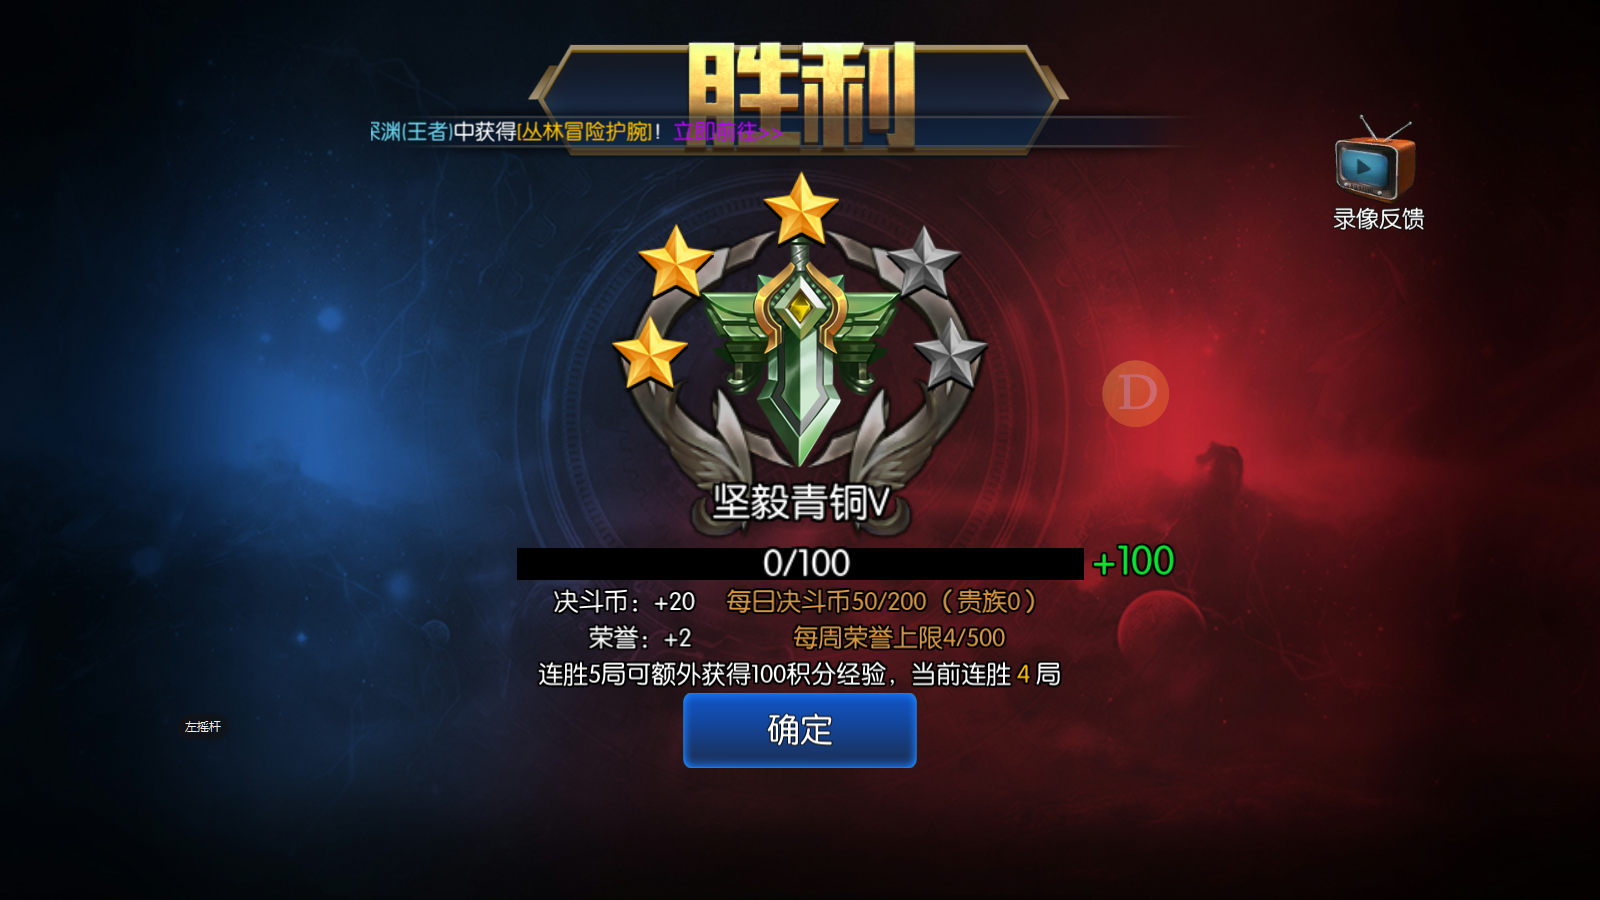 胜利
深渊(王者)中获得[丛林冒险护腕]！立即前往>>
录像反馈
D
坚毅青铜V
0/100 +100
决斗币：+20 每日决斗币50/200（贵族0）
荣誉：+2 每周荣誉上限4/500
连胜5局可额外获得100积分经验，当前连胜 4 局
左摇杆
确定